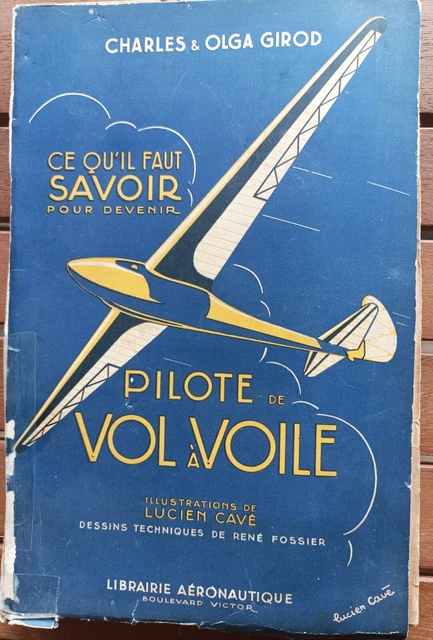 CHARLES & OLGA GIROD
CE QU'IL FAUT
SAVOIR
POUR DEVENIR
PILOTE DE
VOL À VOILE
ILLUSTRATIONS DE
LUCIEN CAVÉ
DESSINS TECHNIQUES DE RENÉ FOSSIER
LIBRAIRIE AÉRONAUTIQUE
BOULEVARD VICTOR
lucien Cavé